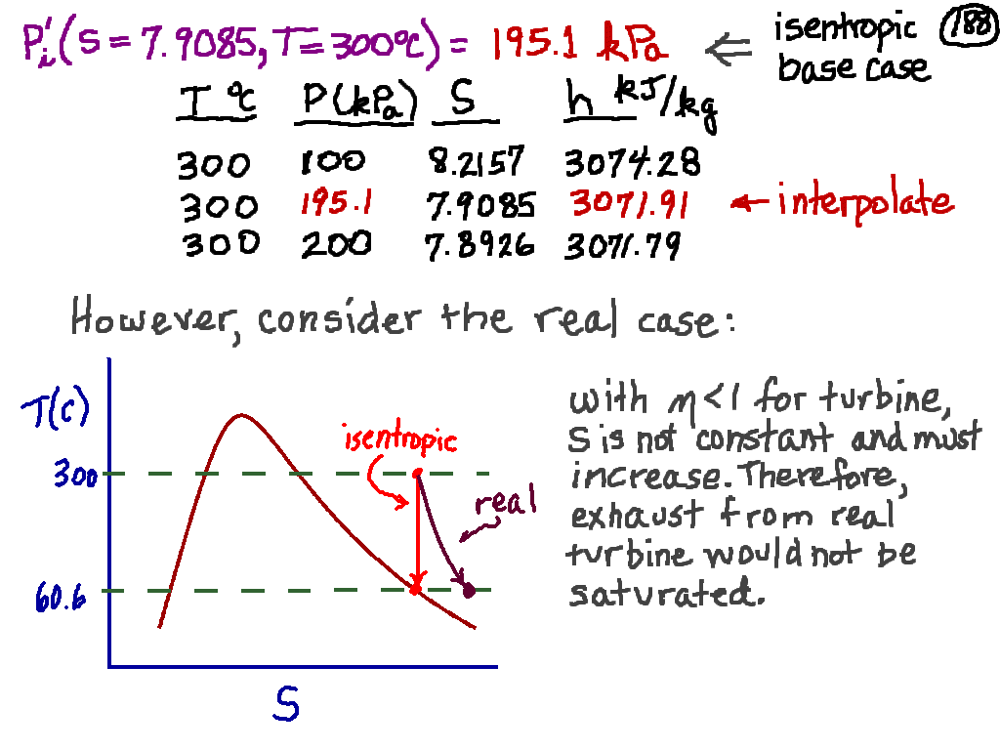 Pᵢ'(S = 7.9085, T = 300°C) = 195.1 kPa ⇐ isentropic base case
188
T °C P(kPa) S h kJ/kg
300 100 8.2157 3074.28
300 195.1 7.9085 3071.91 ← interpolate
300 200 7.8926 3071.79
However, consider the real case:
T(C)
300
60.6
S
isentropic
real
with η<1 for turbine,
S is not constant and must
increase. Therefore,
exhaust from real
turbine would not be
saturated.